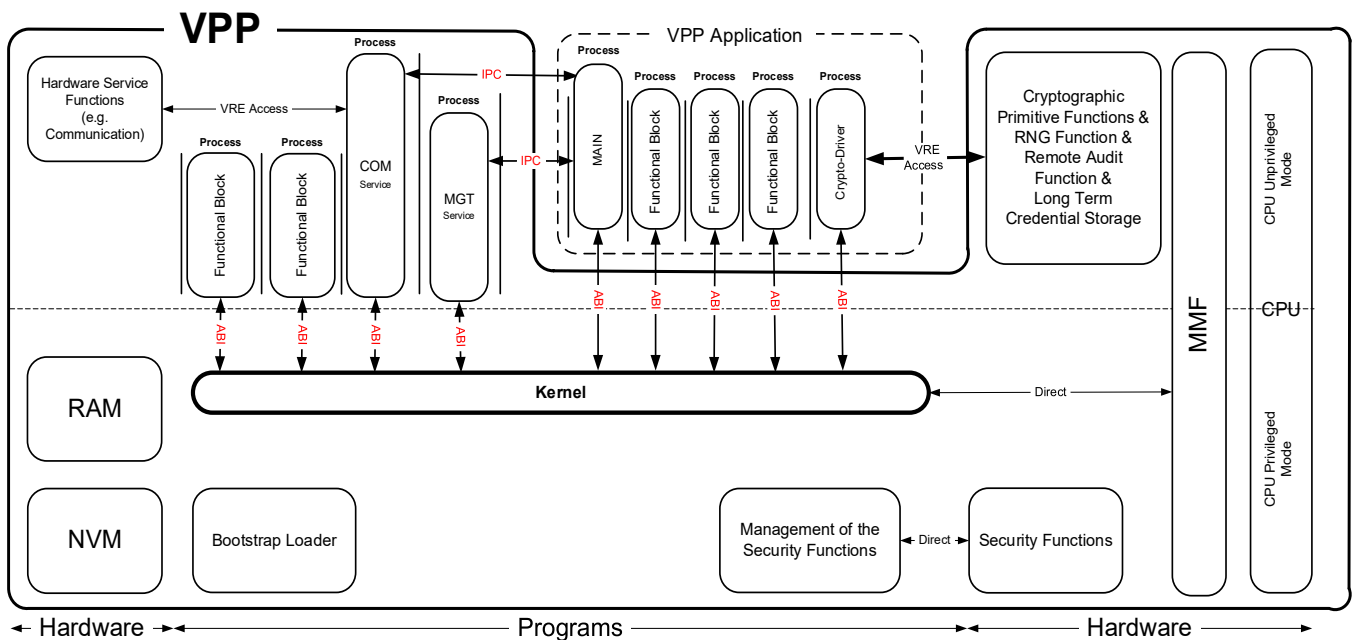 VPP
VPP Application
Process
Process
Process
Process
Process
Process
Process
Process
Process
Hardware Service
Functions
(e.g.
Communication)
VRE Access
IPC
IPC
Functional Block
Functional Block
COM
Service
MGT
Service
MAIN
Functional Block
Functional Block
Functional Block
Crypto-Driver
VRE
Access
Cryptographic
Primitive Functions &
RNG Function &
Remote Audit
Function &
Long Term
Credential Storage
MMF
CPU Unprivileged
Mode
CPU
CPU Privileged
Mode
ABI
ABI
ABI
ABI
ABI
ABI
ABI
ABI
ABI
Kernel
Direct
RAM
NVM
Bootstrap Loader
Management of the
Security Functions
Direct
Security Functions
Hardware
Programs
Hardware